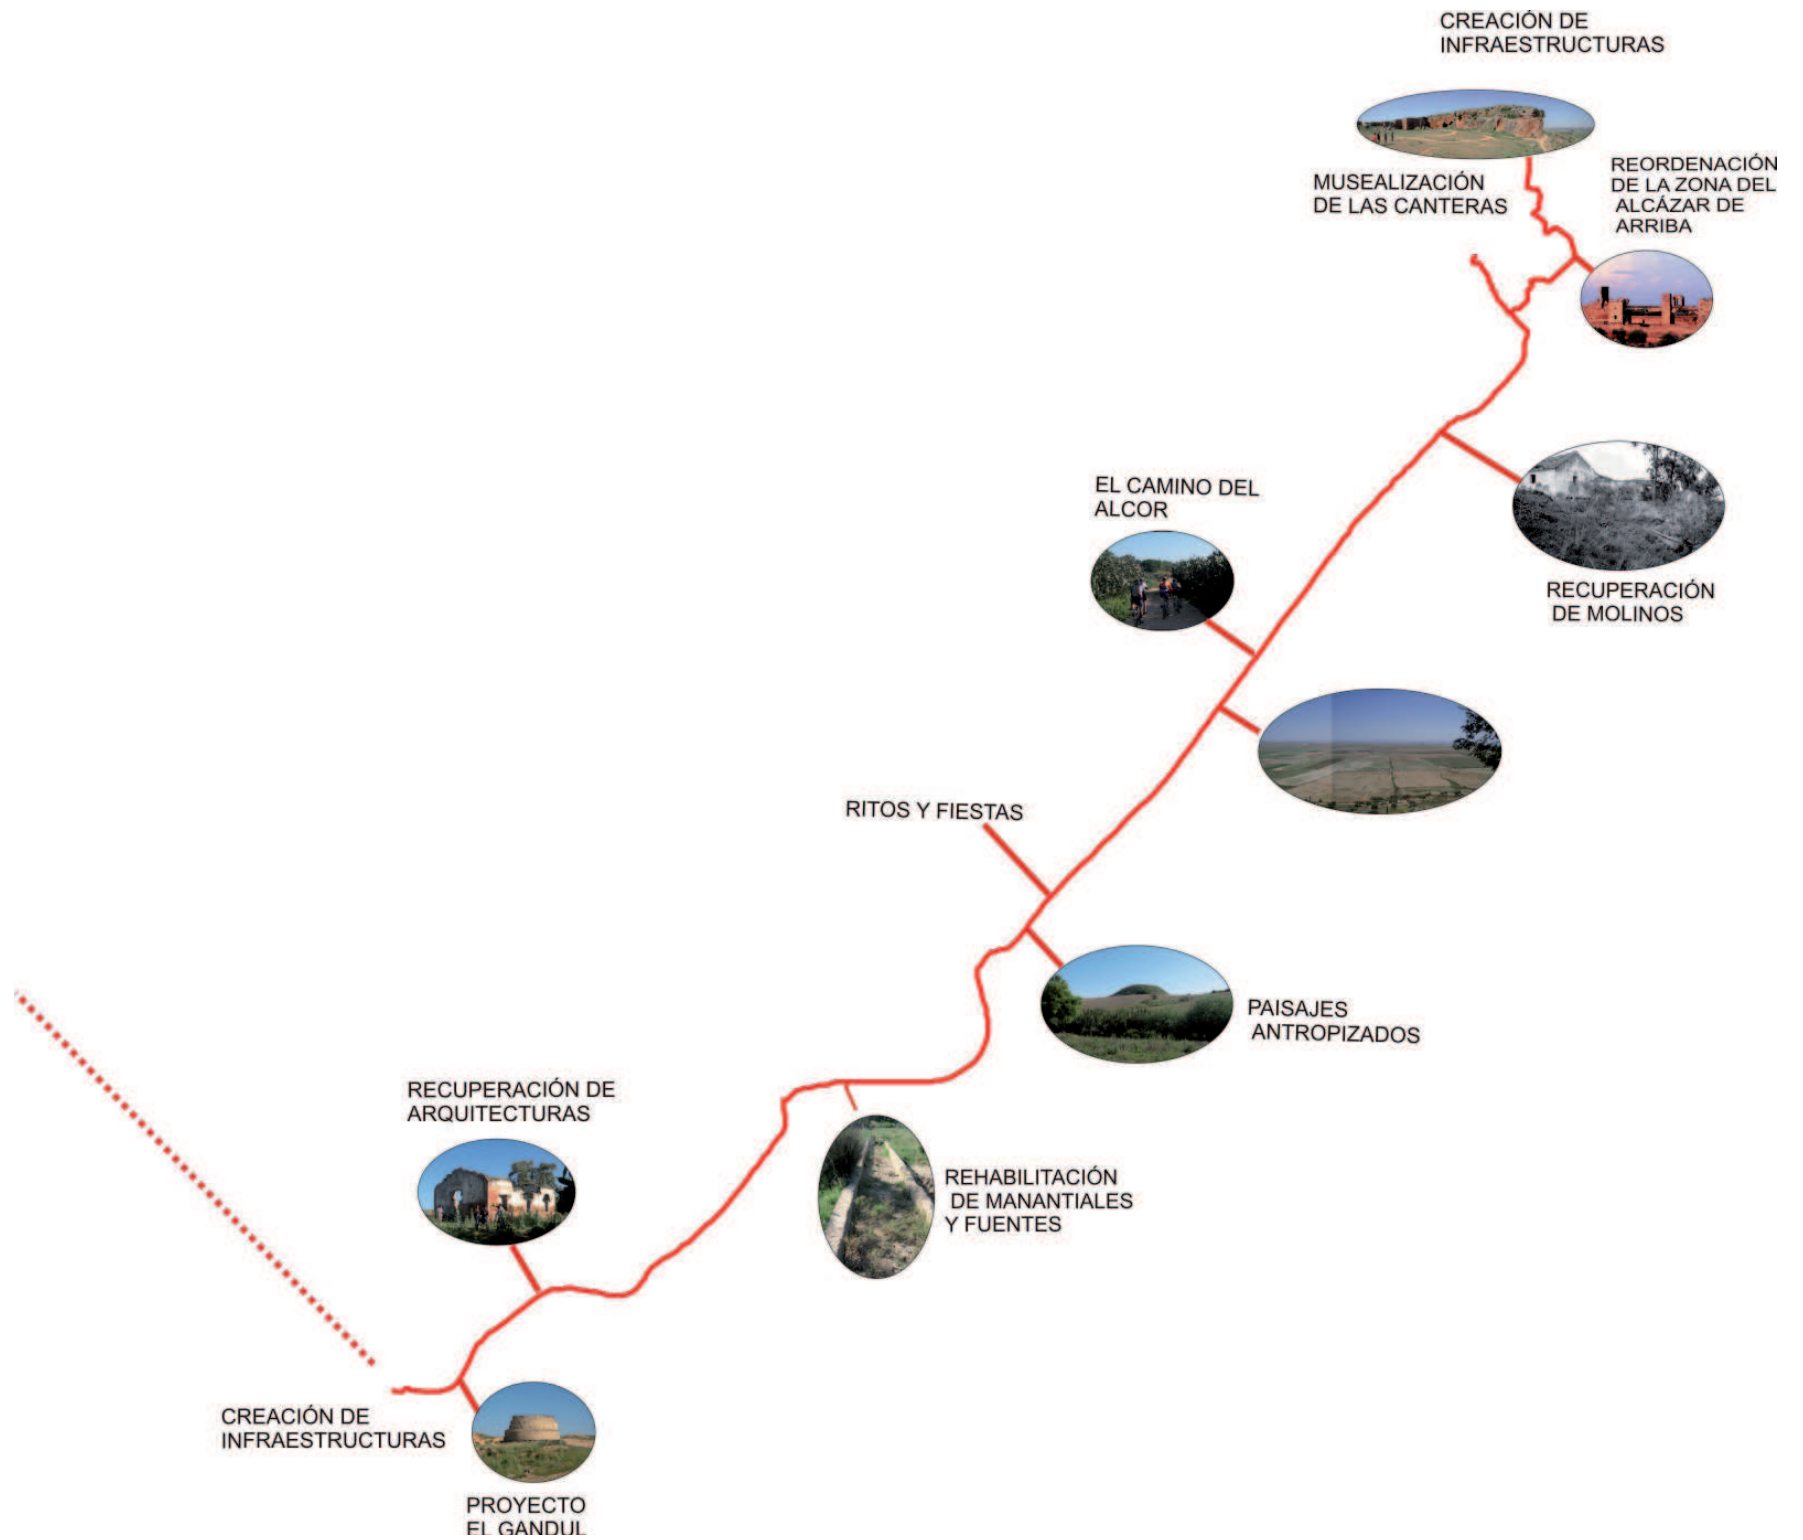 CREACIÓN DE
INFRAESTRUCTURAS
MUSEALIZACIÓN
DE LAS CANTERAS
REORDENACIÓN
DE LA ZONA DEL
ALCÁZAR DE
ARRIBA
EL CAMINO DEL
ALCOR
RECUPERACIÓN
DE MOLINOS
RITOS Y FIESTAS
PAISAJES
ANTROPIZADOS
RECUPERACIÓN DE
ARQUITECTURAS
REHABILITACIÓN
DE MANANTIALES
Y FUENTES
CREACIÓN DE
INFRAESTRUCTURAS
PROYECTO
EL GANDUL